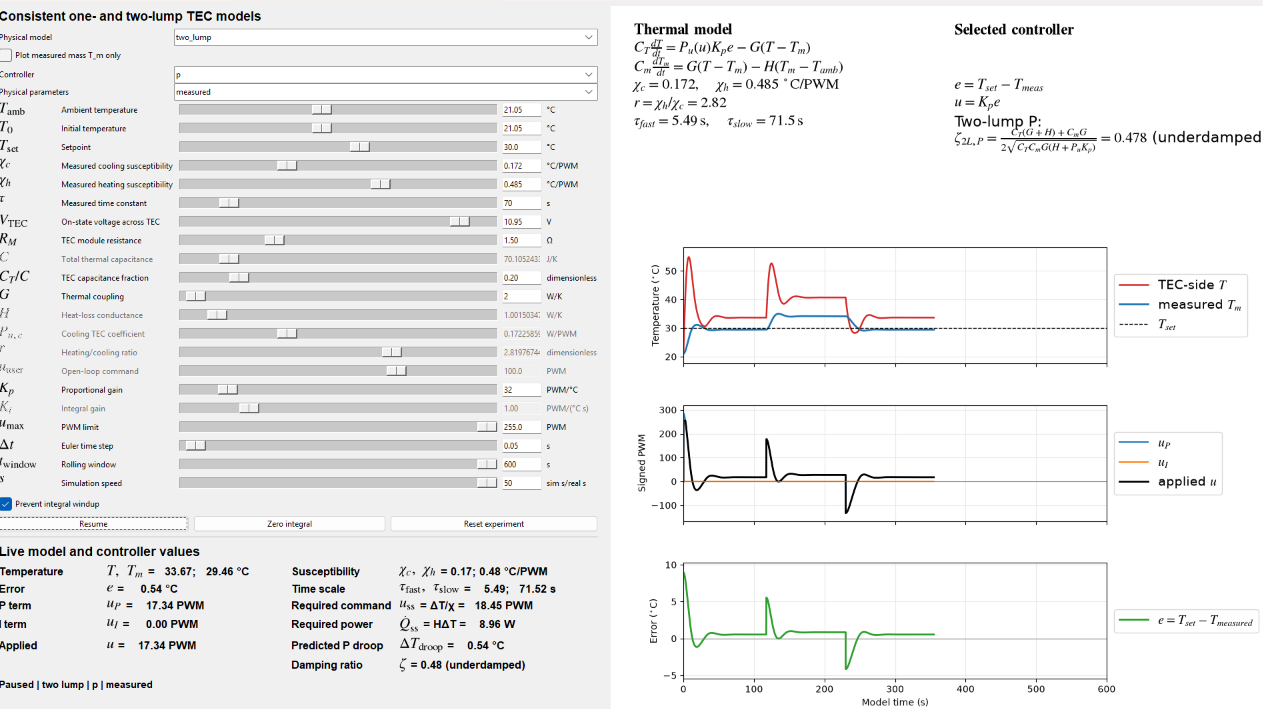 Consistent one- and two-lump TEC models
Physical model two_lump
Plot measured mass T_m only
Controller p
Physical parameters measured
T_amb Ambient temperature 21.05 °C
T_0 Initial temperature 21.05 °C
T_set Setpoint 30.0 °C
χ_c Measured cooling susceptibility 0.172 °C/PWM
χ_h Measured heating susceptibility 0.485 °C/PWM
τ Measured time constant 70 s
V_TEC On-state voltage across TEC 10.95 V
R_M TEC module resistance 1.50 Ω
C Total thermal capacitance 70.1052431 J/K
C_T/C TEC capacitance fraction 0.20 dimensionless
G Thermal coupling 2 W/K
H Heat-loss conductance 1.0015034 W/K
P_u,c Cooling TEC coefficient 0.1722585 W/PWM
r Heating/cooling ratio 2.8197674 dimensionless
u_user Open-loop command 100.0 PWM
K_p Proportional gain 32 PWM/°C
K_i Integral gain 1.00 PWM/(°C s)
u_max PWM limit 255.0 PWM
Δt Euler time step 0.05 s
t_window Rolling window 600 s
s Simulation speed 50 sim s/real s
Prevent integral windup
Resume Zero integral Reset experiment
Live model and controller values
Temperature T, T_m = 33.67; 29.46 °C
Error e = 0.54 °C
P term u_P = 17.34 PWM
I term u_I = 0.00 PWM
Applied u = 17.34 PWM
Susceptibility χ_c, χ_h = 0.17; 0.48 °C/PWM
Time scale τ_fast, τ_slow = 5.49; 71.52 s
Required command u_ss = ΔT/χ = 18.45 PWM
Required power Q̇_ss = HΔT = 8.96 W
Predicted P droop ΔT_droop = 0.54 °C
Damping ratio ζ = 0.48 (underdamped)
Paused | two lump | p | measured
Thermal model
C_T dT/dt = P_u(u)K_p e − G(T − T_m)
C_m dT_m/dt = G(T − T_m) − H(T_m − T_amb)
χ_c = 0.172, χ_h = 0.485 °C/PWM
r = χ_h/χ_c = 2.82
τ_fast = 5.49 s, τ_slow = 71.5 s
Selected controller
e = T_set − T_meas
u = K_p e
Two-lump P:
ζ_2L,P = C_T(G + H) + C_m G / 2√(C_T C_m G(H + P_u K_p)) = 0.478 (underdamped
Temperature (°C)
50
40
30
20
TEC-side T
measured T_m
T_set
Signed PWM
300
200
100
0
−100
u_P
u_I
applied u
Error (°C)
10
5
0
−5
e = T_set − T_measured
0 100 200 300 400 500 600
Model time (s)